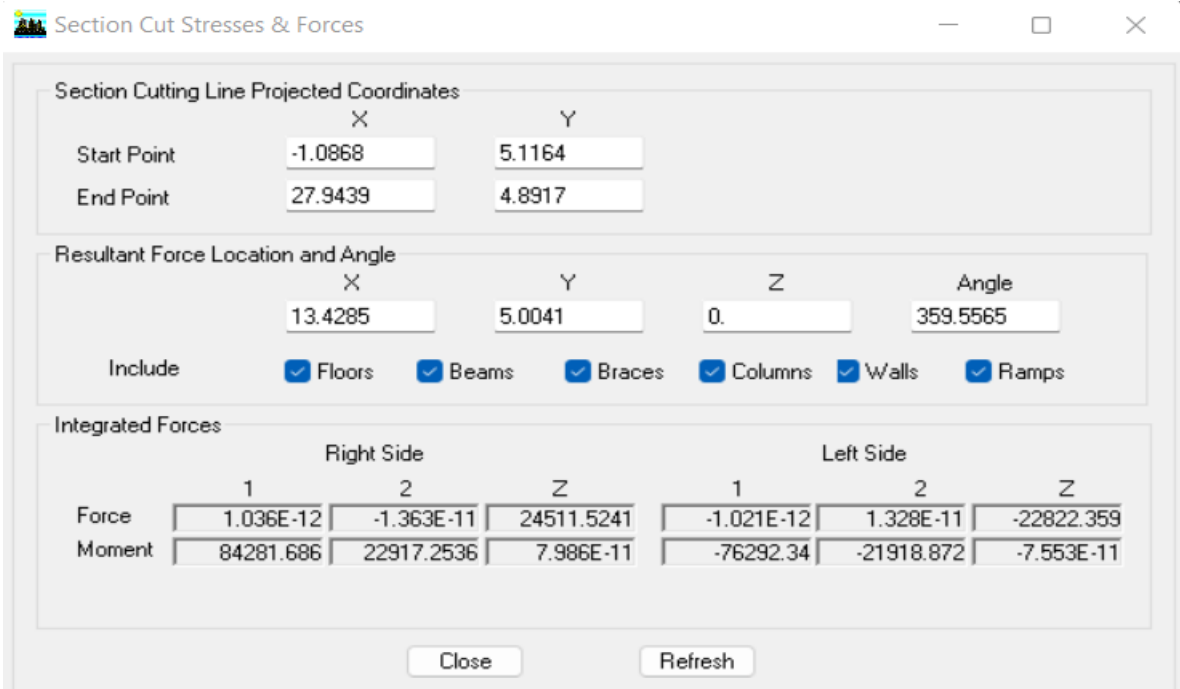 Section Cut Stresses & Forces
Section Cutting Line Projected Coordinates
X Y
Start Point -1.0868 5.1164
End Point 27.9439 4.8917
Resultant Force Location and Angle
X Y Z Angle
13.4285 5.0041 0. 359.5565
Include Floors Beams Braces Columns Walls Ramps
Integrated Forces
Right Side Left Side
1 2 Z 1 2 Z
Force 1.036E-12 -1.363E-11 24511.5241 -1.021E-12 1.328E-11 -22822.359
Moment 84281.686 22917.2536 7.986E-11 -76292.34 -21918.872 -7.553E-11
Close Refresh